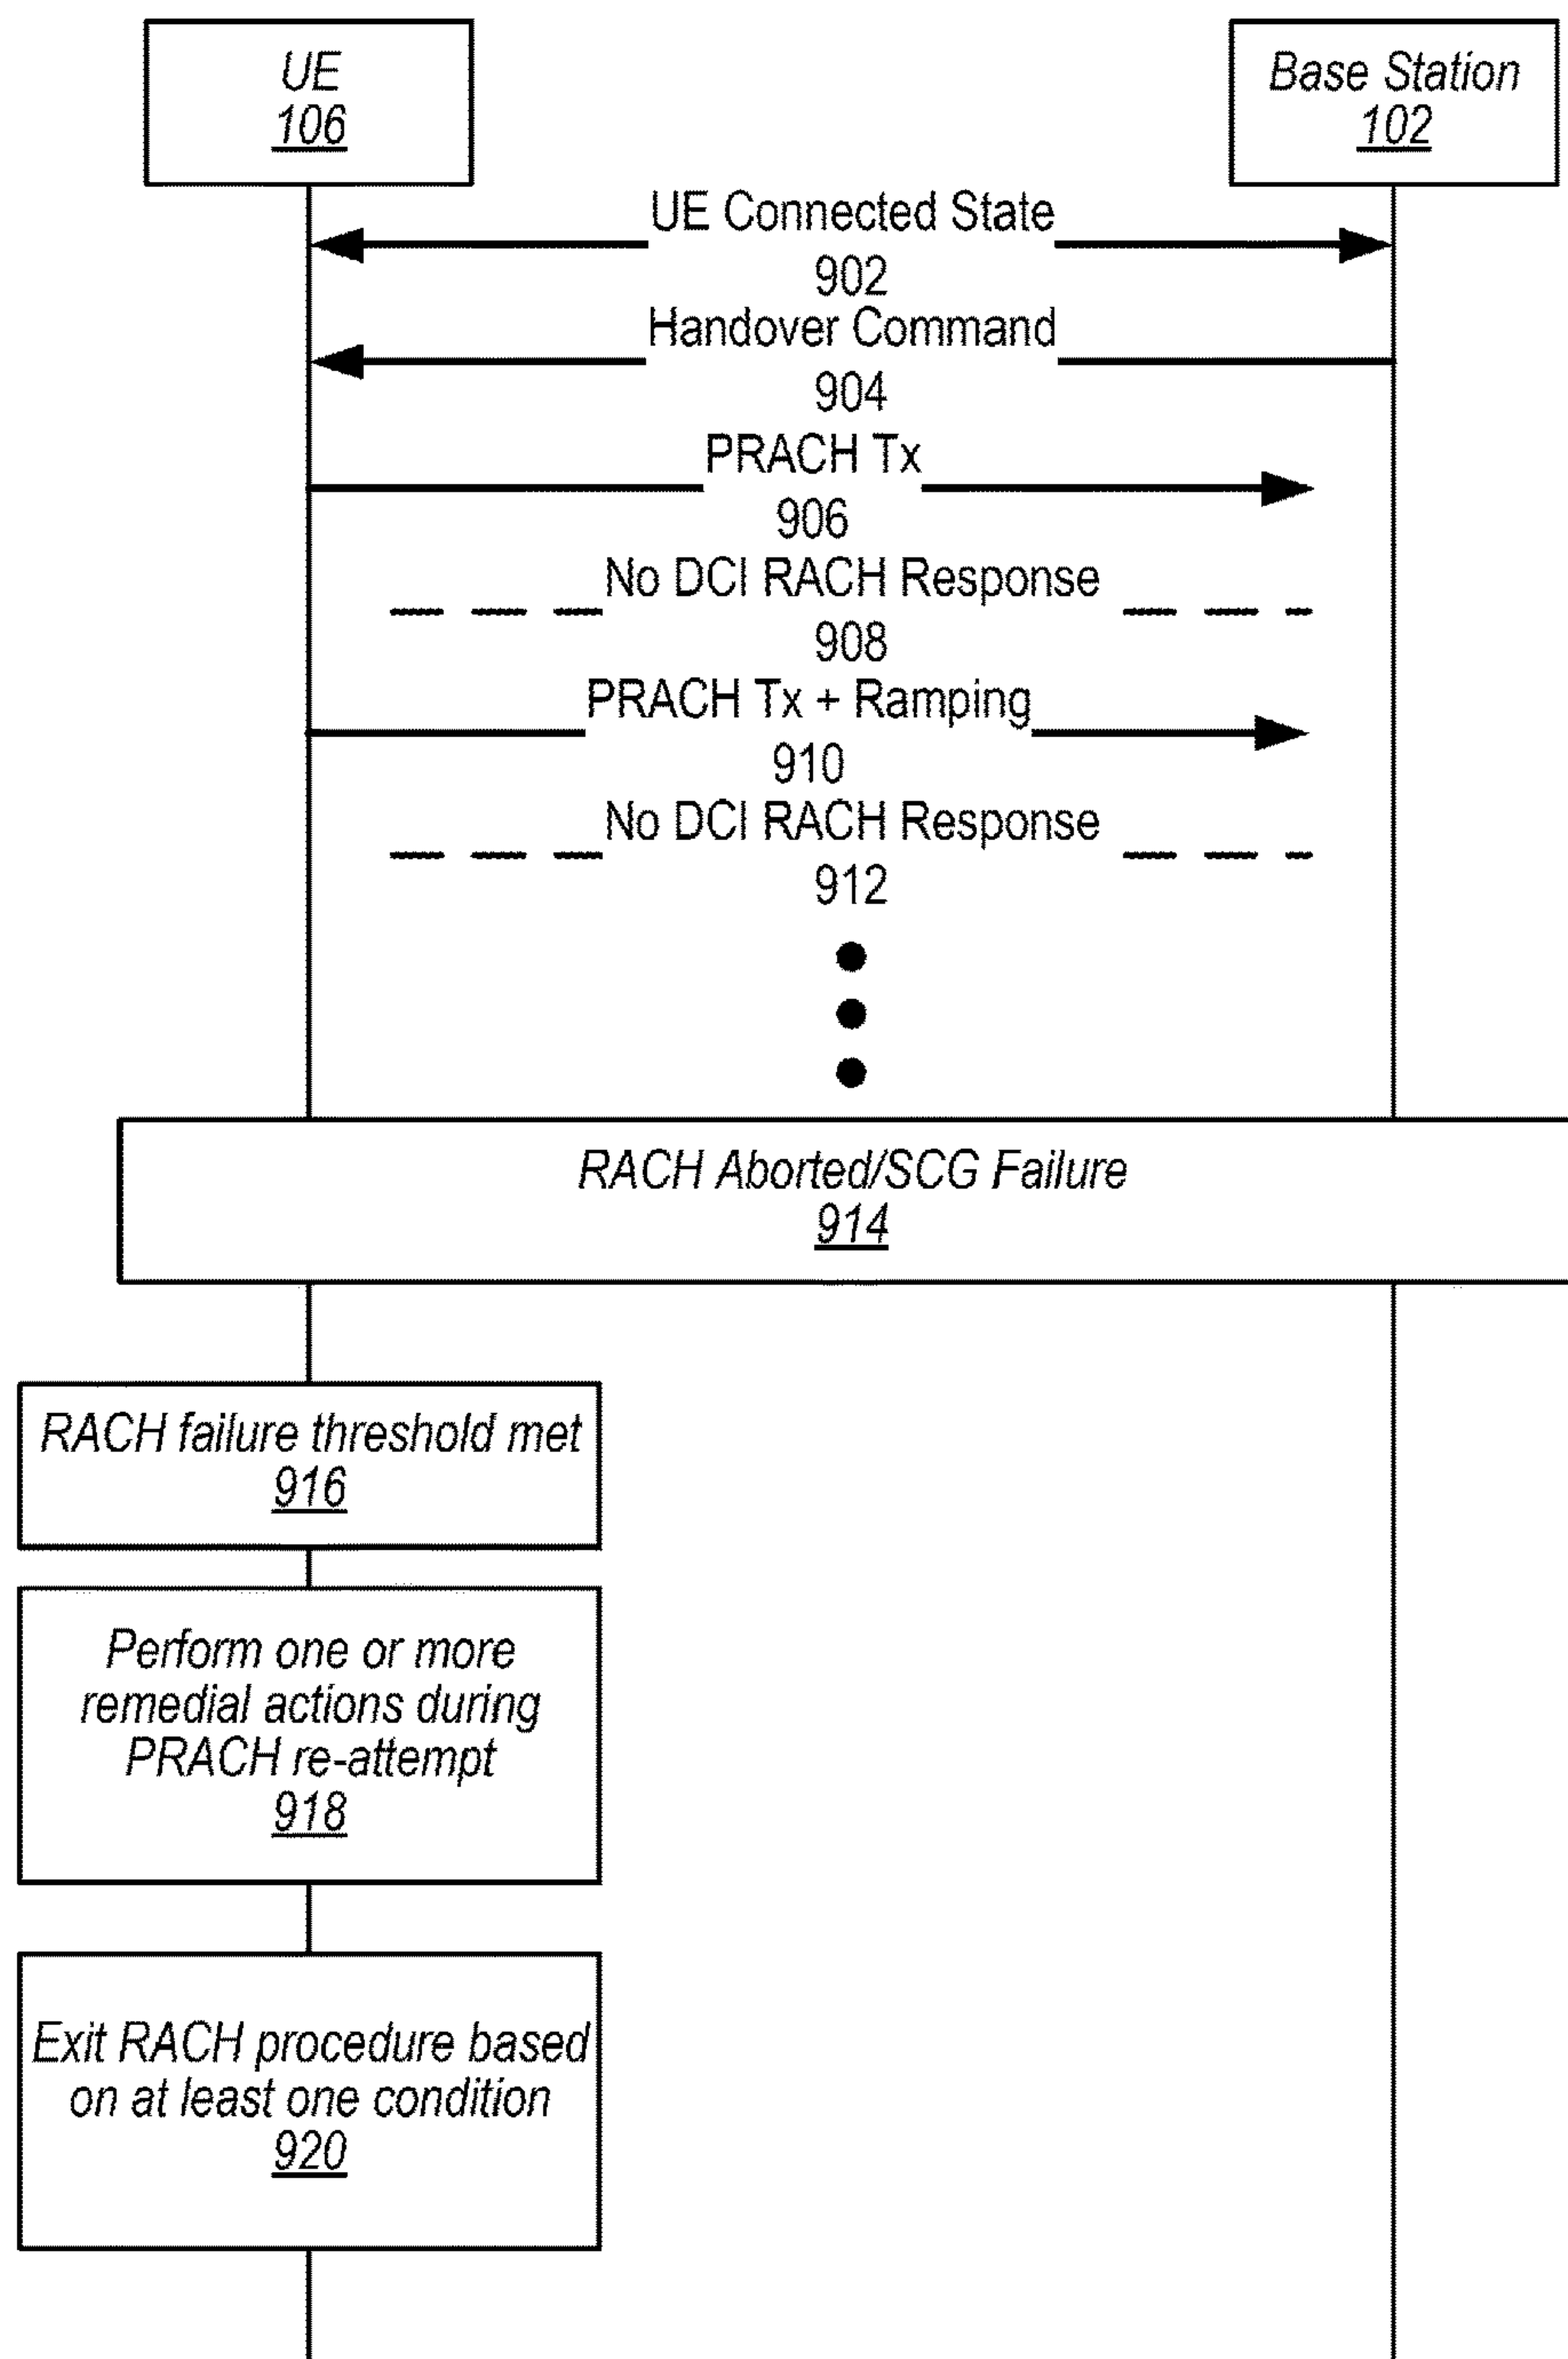 UE
106
Base Station
102
UE Connected State
902
Handover Command
904
PRACH Tx
906
No DCI RACH Response
908
PRACH Tx + Ramping
910
No DCI RACH Response
912
RACH Aborted/SCG Failure
914
RACH failure threshold met
916
Perform one or more
remedial actions during
PRACH re-attempt
918
Exit RACH procedure based
on at least one condition
920